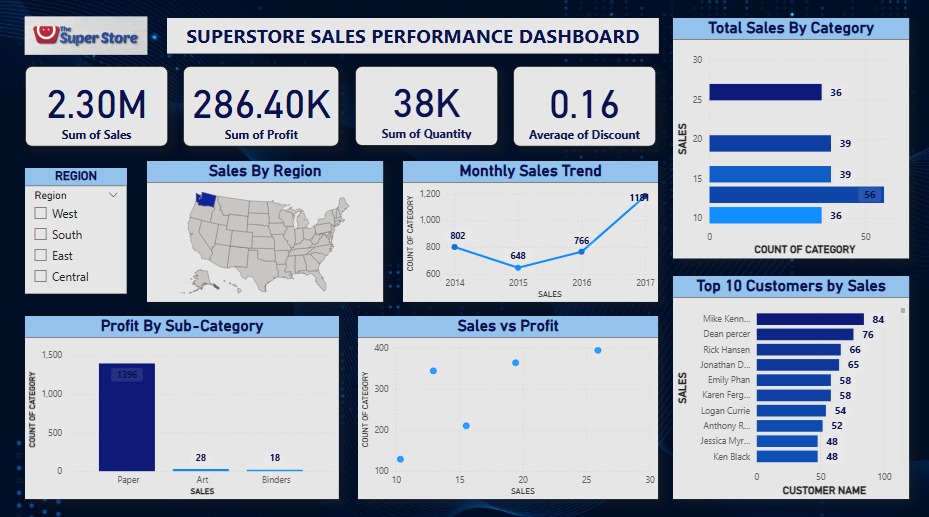 The
Super Store
SUPERSTORE SALES PERFORMANCE DASHBOARD
2.30M
Sum of Sales
286.40K
Sum of Profit
38K
Sum of Quantity
0.16
Average of Discount
REGION
Region
West
South
East
Central
Sales By Region
Monthly Sales Trend
COUNT OF CATEGORY
1,200
1,000
800
600
802
648
766
1181
2014 2015 2016 2017
SALES
Total Sales By Category
SALES
30
25
20
15
10
36
39
39
56
36
0 50
COUNT OF CATEGORY
Profit By Sub-Category
COUNT OF CATEGORY
1,500
1,000
500
0
1396
28
18
Paper Art Binders
SALES
Sales vs Profit
COUNT OF CATEGORY
400
300
200
100
10 15 20 25 30
SALES
Top 10 Customers by Sales
SALES
Mike Kenn... 84
Dean percer 76
Rick Hansen 66
Jonathan D... 65
Emily Phan 58
Karen Ferg... 58
Logan Currie 54
Anthony R... 52
Jessica Myr... 48
Ken Black 48
0 50 100
CUSTOMER NAME